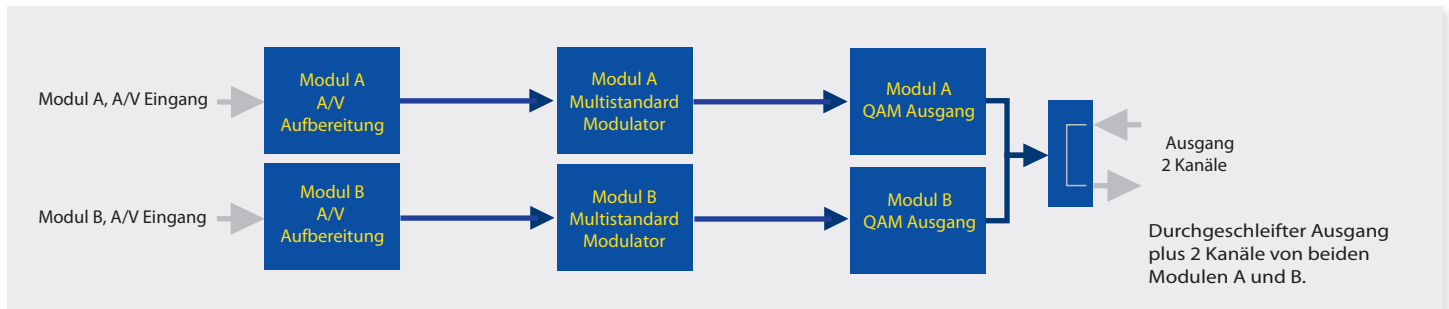 Modul A, A/V Eingang
Modul A
A/V
Aufbereitung
Modul A
Multistandard
Modulator
Modul A
QAM Ausgang
Modul B, A/V Eingang
Modul B
A/V
Aufbereitung
Modul B
Multistandard
Modulator
Modul B
QAM Ausgang
Ausgang
2 Kanäle
Durchgeschleifter Ausgang
plus 2 Kanäle von beiden
Modulen A und B.